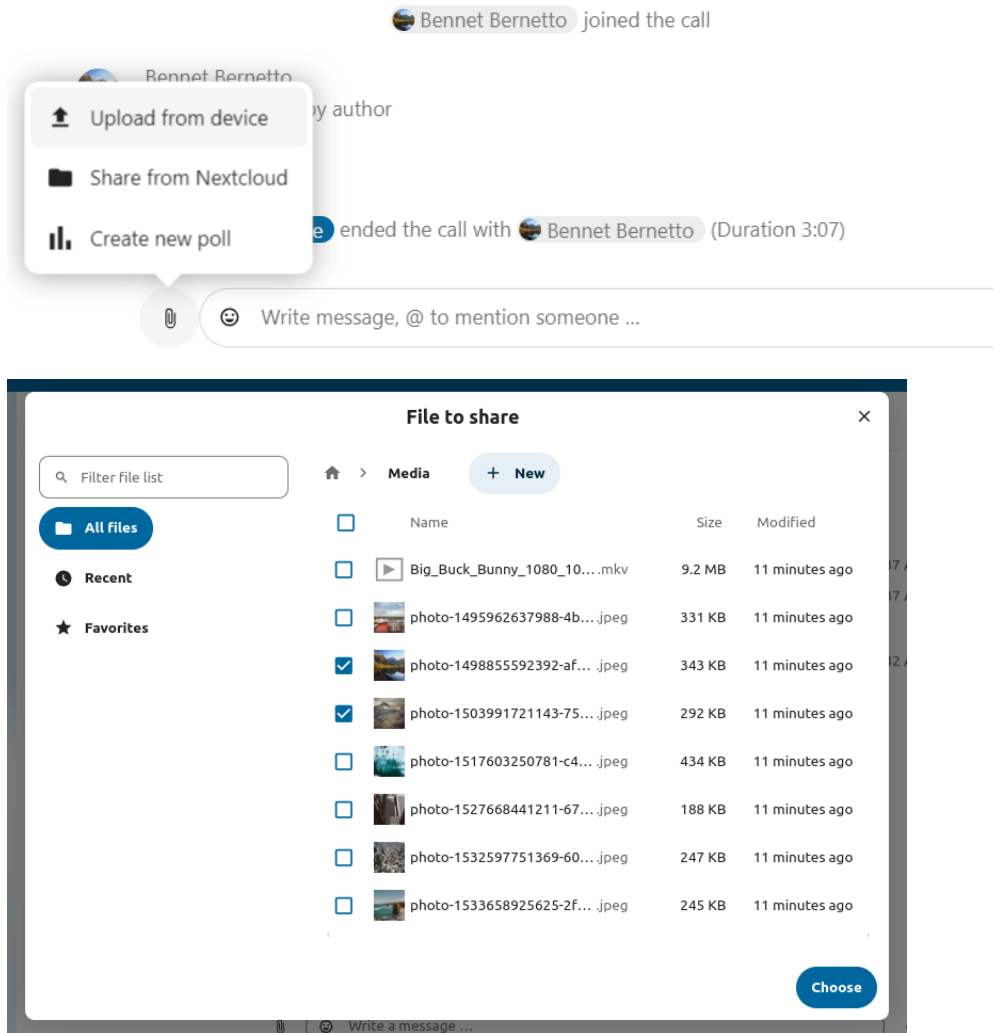 Bennet Bernetto joined the call
Bennet Bernetto
by author
Upload from device
Share from Nextcloud
Create new poll
e ended the call with Bennet Bernetto (Duration 3:07)
Write message, @ to mention someone ...
File to share
Filter file list
Media
+ New
All files
Recent
Favorites
Name Size Modified
Big_Buck_Bunny_1080_10... .mkv 9.2 MB 11 minutes ago
photo-1495962637988-4b... .jpeg 331 KB 11 minutes ago
photo-1498855592392-af... .jpeg 343 KB 11 minutes ago
photo-1503991721143-75... .jpeg 292 KB 11 minutes ago
photo-1517603250781-c4... .jpeg 434 KB 11 minutes ago
photo-1527668441211-67... .jpeg 188 KB 11 minutes ago
photo-1532597751369-60... .jpeg 247 KB 11 minutes ago
photo-1533658925625-2f... .jpeg 245 KB 11 minutes ago
Choose
Write a message ...